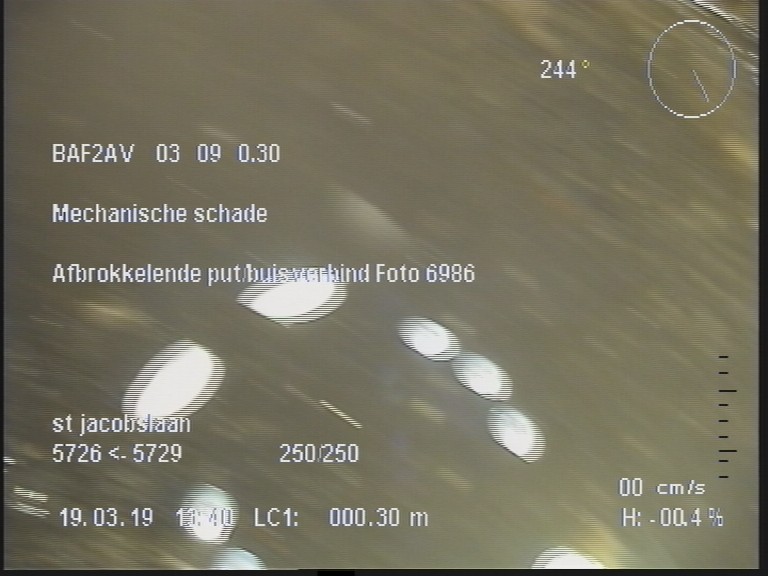 244°
BAF2AV 03 09 0.30
Mechanische schade
Afbrokkelende put/buisverbind Foto 6986
st jacobslaan
5726 <- 5729 250/250
00 cm/s
19.03.19 LC1: 000.30 m H: -00.4 %